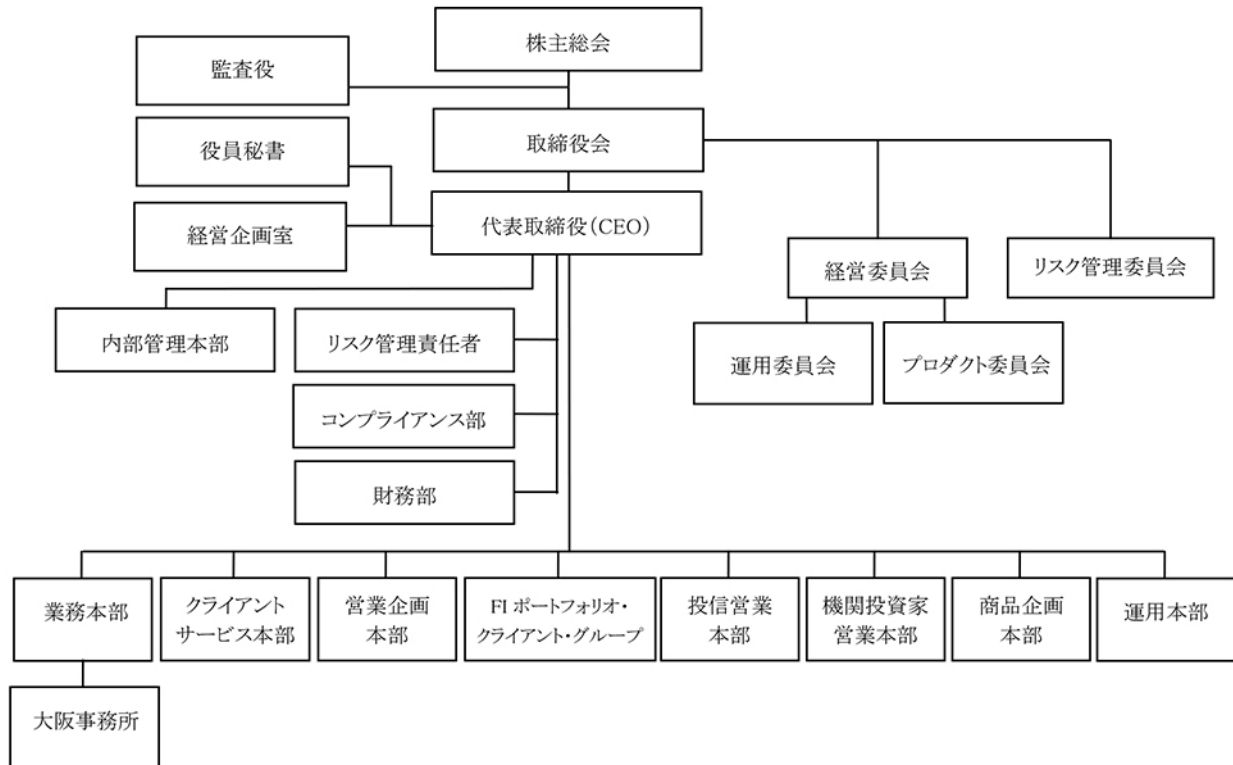 株主総会
監査役
取締役会
役員秘書
代表取締役(CEO)
経営企画室
経営委員会
リスク管理委員会
内部管理本部
リスク管理責任者
運用委員会
プロダクト委員会
コンプライアンス部
財務部
業務本部
クライアント
サービス本部
営業企画
本部
FI ポートフォリオ・
クライアント・グループ
投信営業
本部
機関投資家
営業本部
商品企画
本部
運用本部
大阪事務所